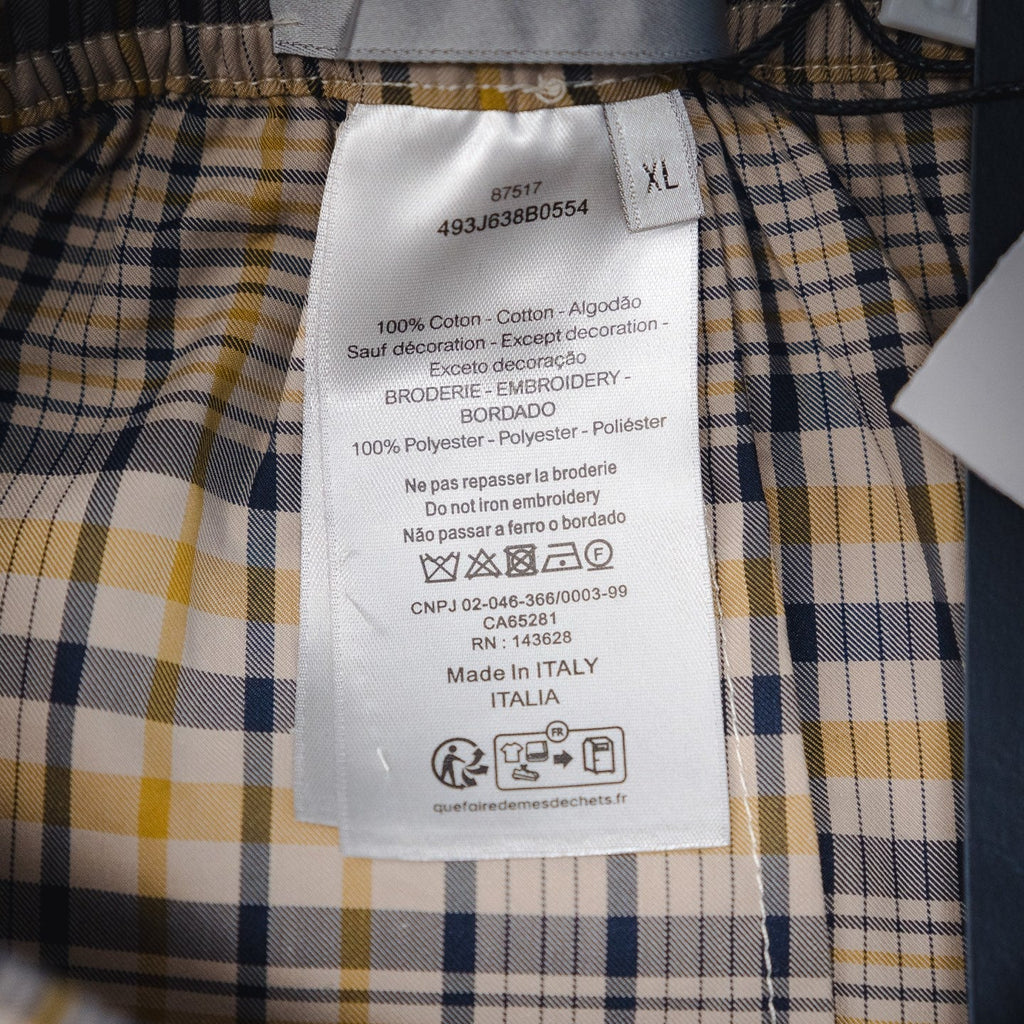 XL
87517
493J638B0554
100% Coton - Cotton - Algodão
Sauf décoration - Except decoration -
Exceto decoração
BRODERIE - EMBROIDERY -
BORDADO
100% Polyester - Polyester - Poliéster
Ne pas repasser la broderie
Do not iron embroidery
Não passar a ferro o bordado
F
CNPJ 02-046-366/0003-99
CA65281
RN : 143628
Made In ITALY
ITALIA
FR
quefairedemesdechets.fr